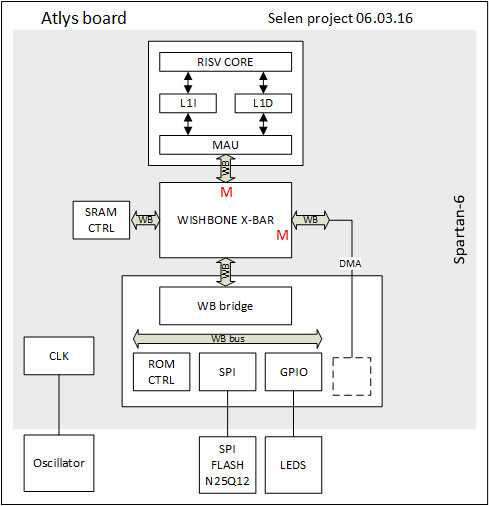 Atlys board
Selen project 06.03.16
RISV CORE
L1I
L1D
MAU
WB
M
SRAM
CTRL
WB
WISHBONE X-BAR
WB
M
Spartan-6
WB
DMA
WB bridge
WB bus
CLK
ROM
CTRL
SPI
GPIO
Oscillator
SPI
FLASH
N25Q12
LEDS